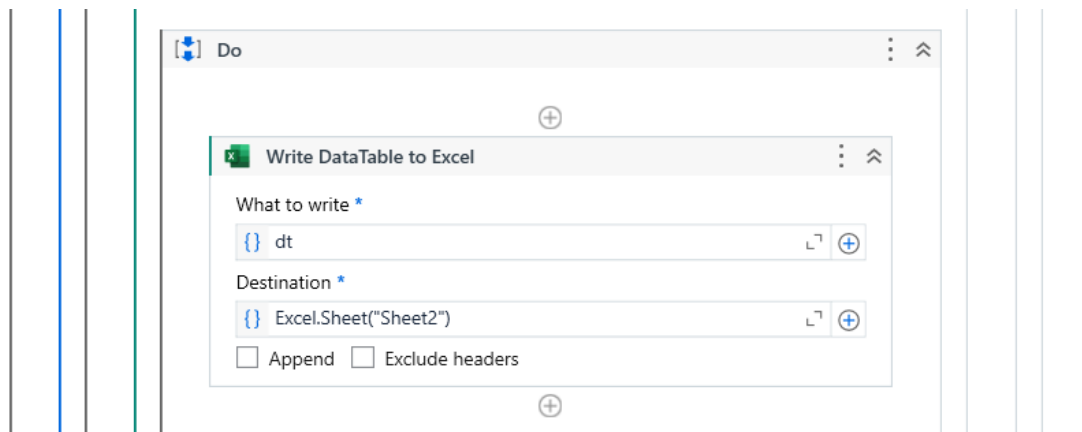 Do
Write DataTable to Excel
What to write *
{} dt
Destination *
{} Excel.Sheet("Sheet2")
Append Exclude headers